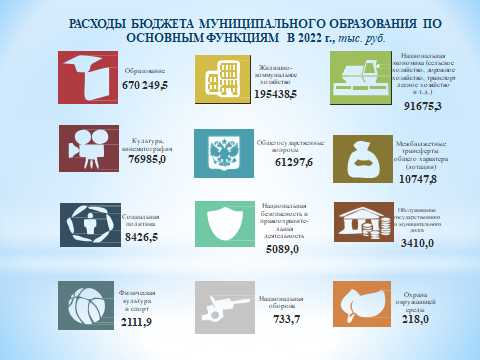 РАСХОДЫ БЮДЖЕТА МУНИЦИПАЛЬНОГО ОБРАЗОВАНИЯ ПО
ОСНОВНЫМ ФУНКЦИЯМ В 2022 г., тыс. руб.
Образование
670 249,5
Жилищно-
коммунальное
хозяйство
195438,5
Национальная
экономика (сельское
хозяйство, дорожное
хозяйство, транспорт
лесное хозяйство
и т.д.)
91675,3
Культура,
кинематография
76985,0
Общегосударственные
вопросы
61297,6
Межбюджетные
трансферты
общего характера
(дотации)
10747,8
Социальная
политика
8426,5
Национальная
безопасность и
правоохрани-
тельная
деятельность
5089,0
Обслуживание
государственного
и муниципального
долга
3410,0
Физическая
культура
и спорт
2111,9
Национальная
оборона
733,7
Охрана
окружающей
среды
218,0